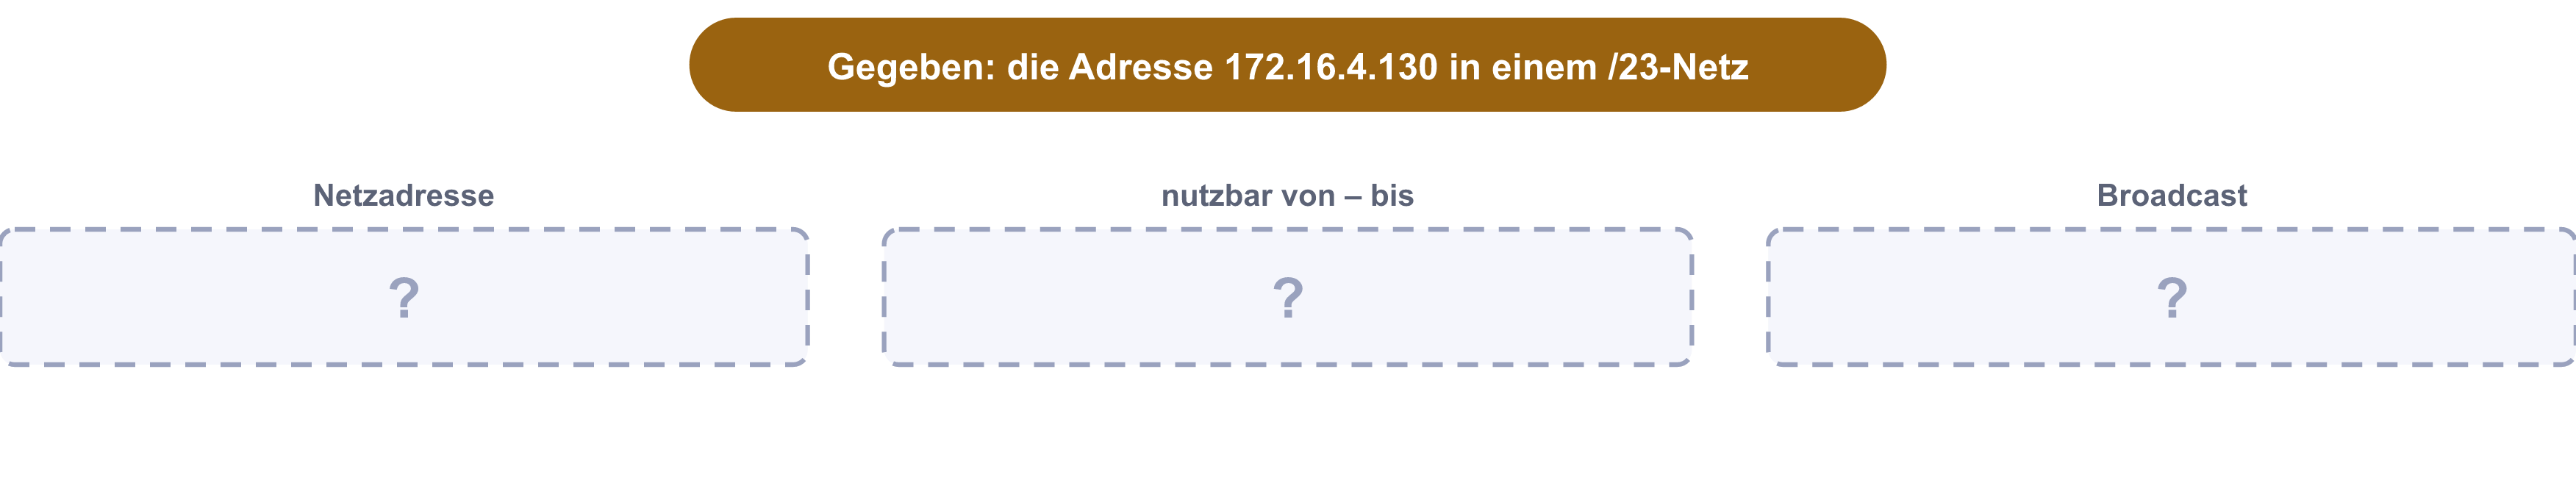 Gegeben: die Adresse 172.16.4.130 in einem /23-Netz
Netzadresse
nutzbar von – bis
Broadcast
?
?
?